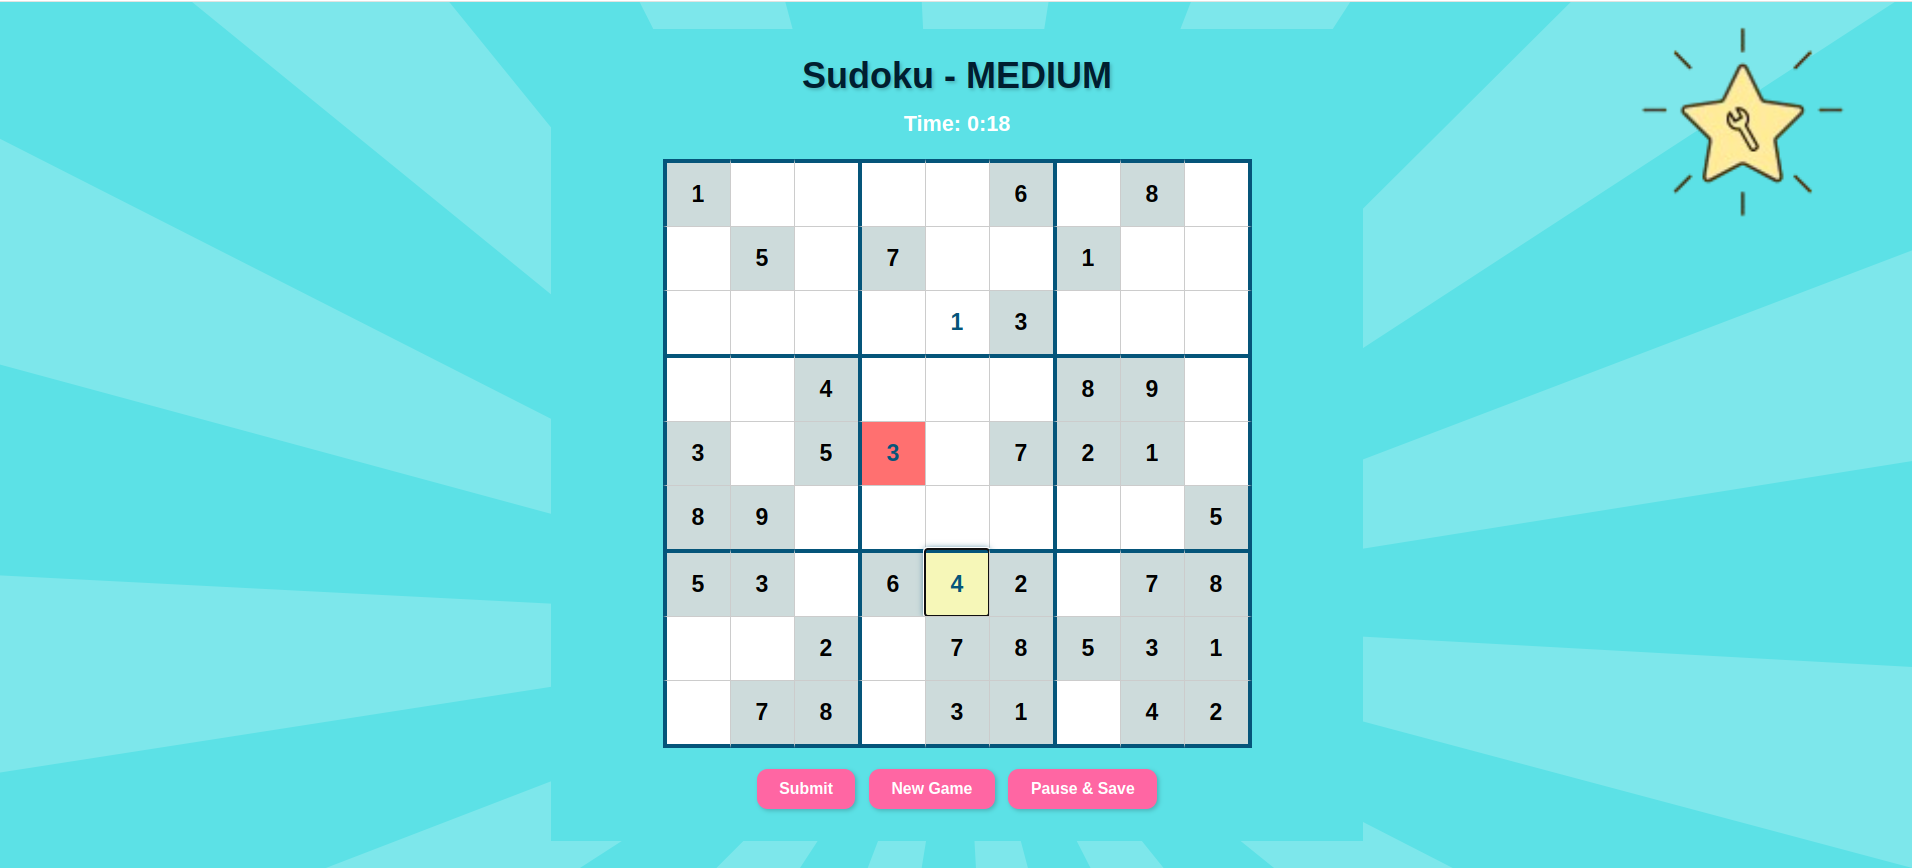 Sudoku - MEDIUM
Time: 0:18
1 6 8
5 7 1
1 3
4 8 9
3 5 3 7 2 1
8 9 5
5 3 6 4 2 7 8
2 7 8 5 3 1
7 8 3 1 4 2
Submit New Game Pause & Save